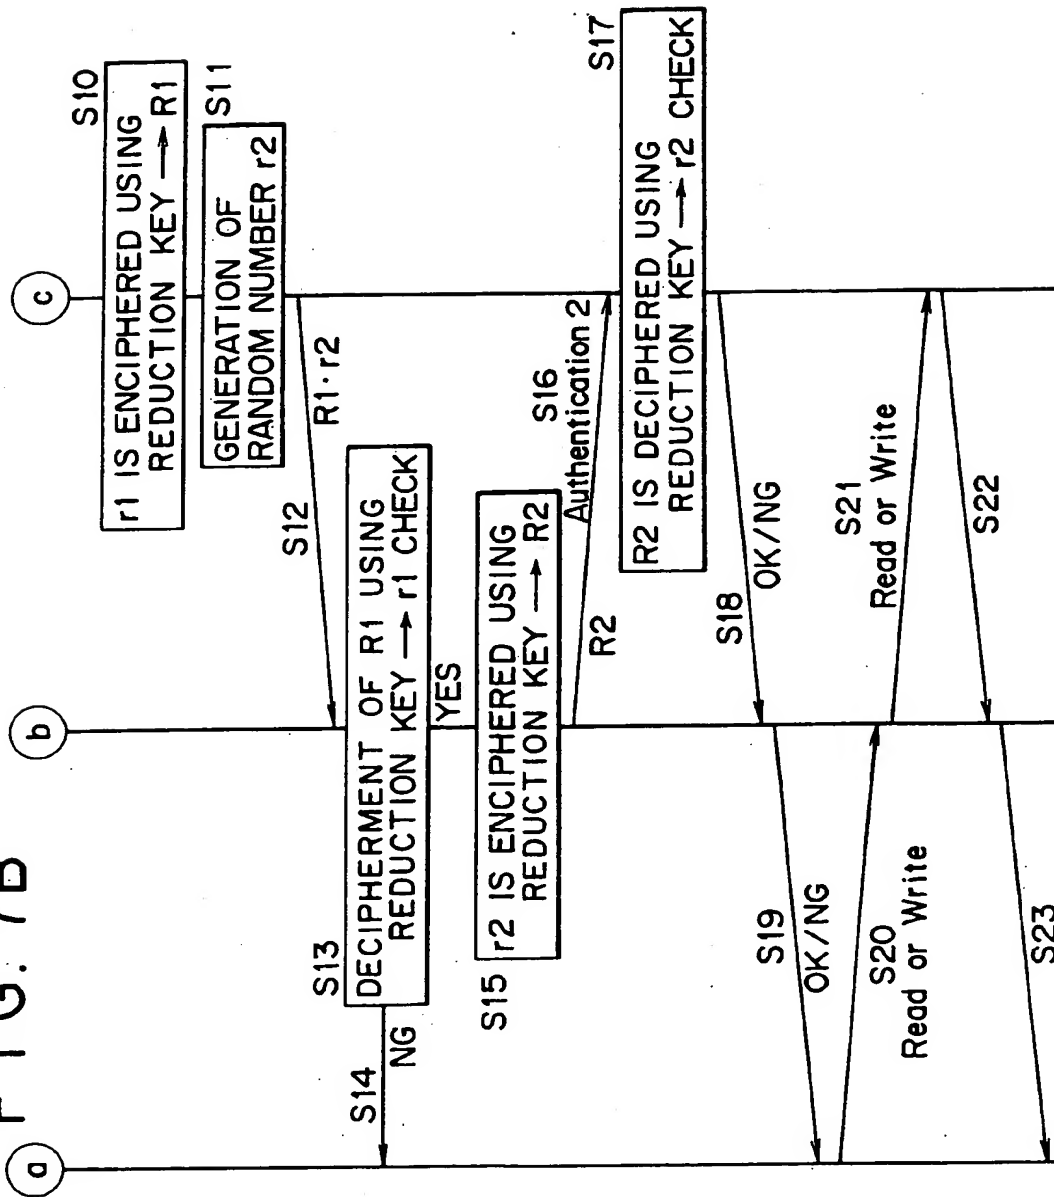 FIG. 7B
a
b
c
S10
r1 IS ENCIPHERED USING
REDUCTION KEY → R1
S11
GENERATION OF
RANDOM NUMBER r2
S12
R1·r2
S13
DECIPHERMENT OF R1 USING
REDUCTION KEY → r1 CHECK
S14
NG
YES
S15
r2 IS ENCIPHERED USING
REDUCTION KEY → R2
S16
Authentication 2
R2
S17
R2 IS DECIPHERED USING
REDUCTION KEY → r2 CHECK
S18
OK/NG
S19
OK/NG
S20
Read or Write
S21
Read or Write
S22
S23